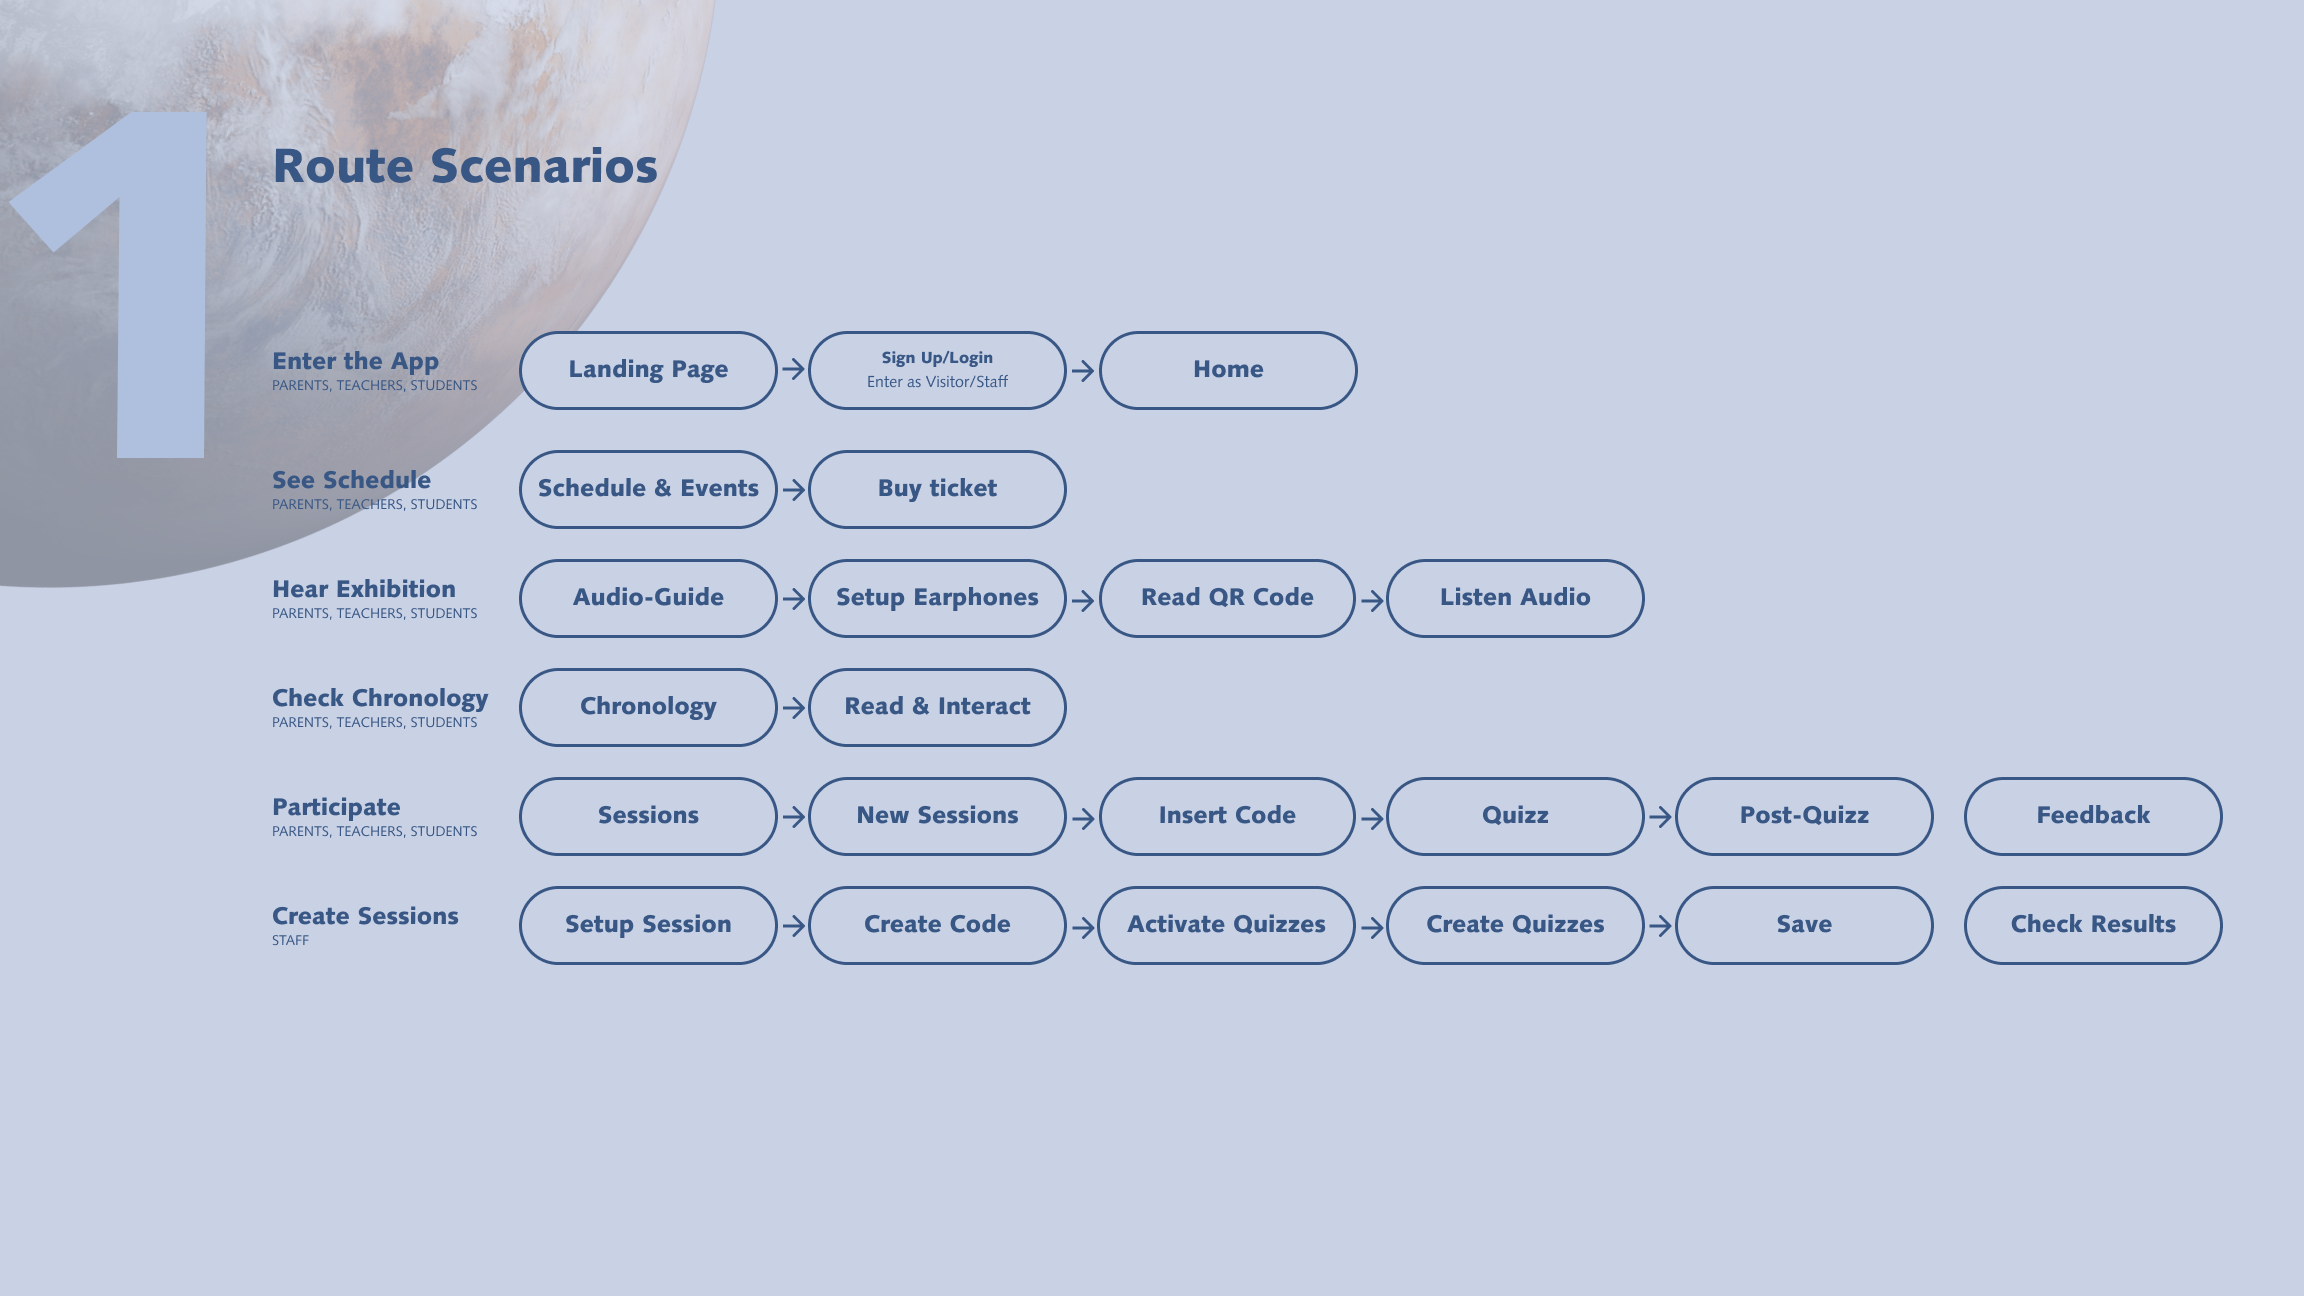 1
Route Scenarios
Enter the App
PARENTS, TEACHERS, STUDENTS
Landing Page
Sign Up/Login
Enter as Visitor/Staff
Home
See Schedule
PARENTS, TEACHERS, STUDENTS
Schedule & Events
Buy ticket
Hear Exhibition
PARENTS, TEACHERS, STUDENTS
Audio-Guide
Setup Earphones
Read QR Code
Listen Audio
Check Chronology
PARENTS, TEACHERS, STUDENTS
Chronology
Read & Interact
Participate
PARENTS, TEACHERS, STUDENTS
Sessions
New Sessions
Insert Code
Quizz
Post-Quizz
Feedback
Create Sessions
STAFF
Setup Session
Create Code
Activate Quizzes
Create Quizzes
Save
Check Results